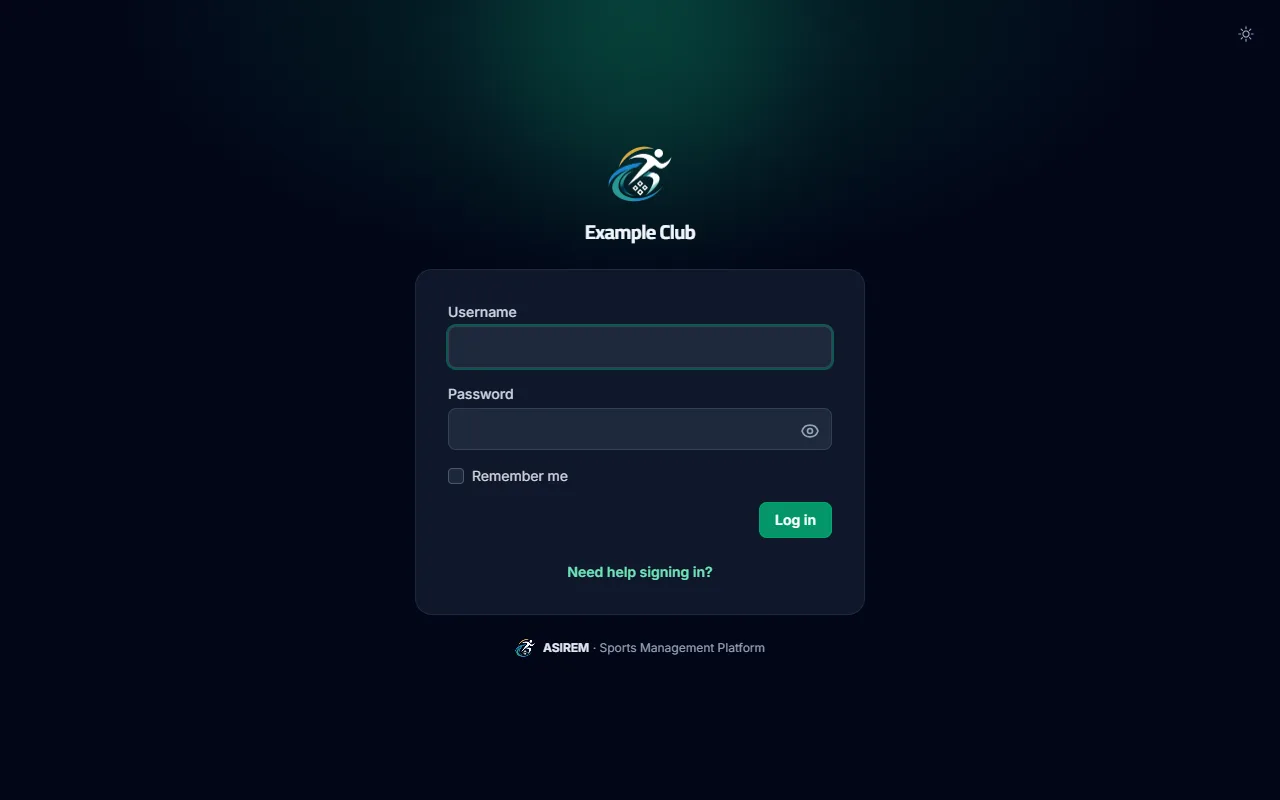 Example Club
Username
Password
Remember me
Log in
Need help signing in?
ASIREM · Sports Management Platform